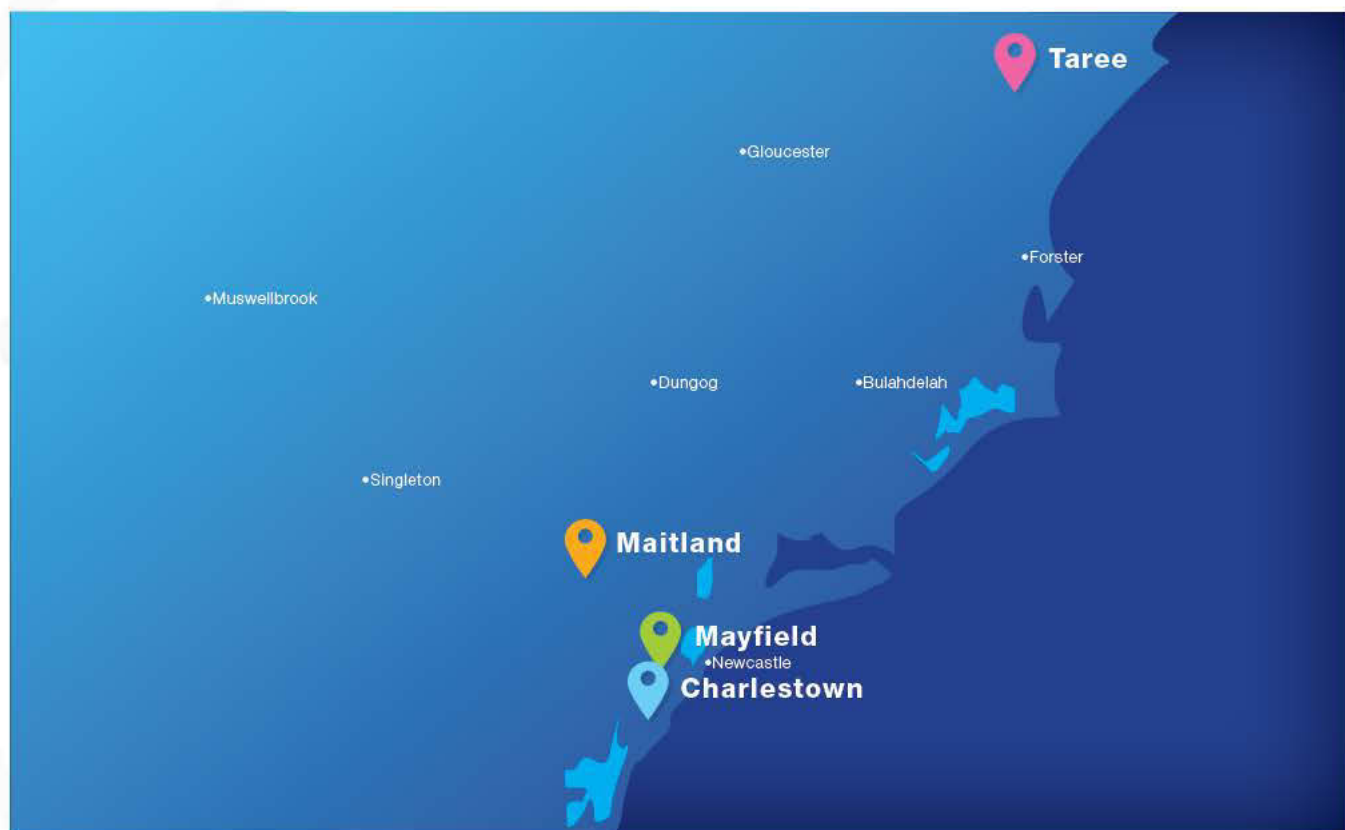 Taree
•Gloucester
•Forster
•Muswellbrook
•Dungog
•Bulahdelah
•Singleton
Maitland
Mayfield
•Newcastle
Charlestown